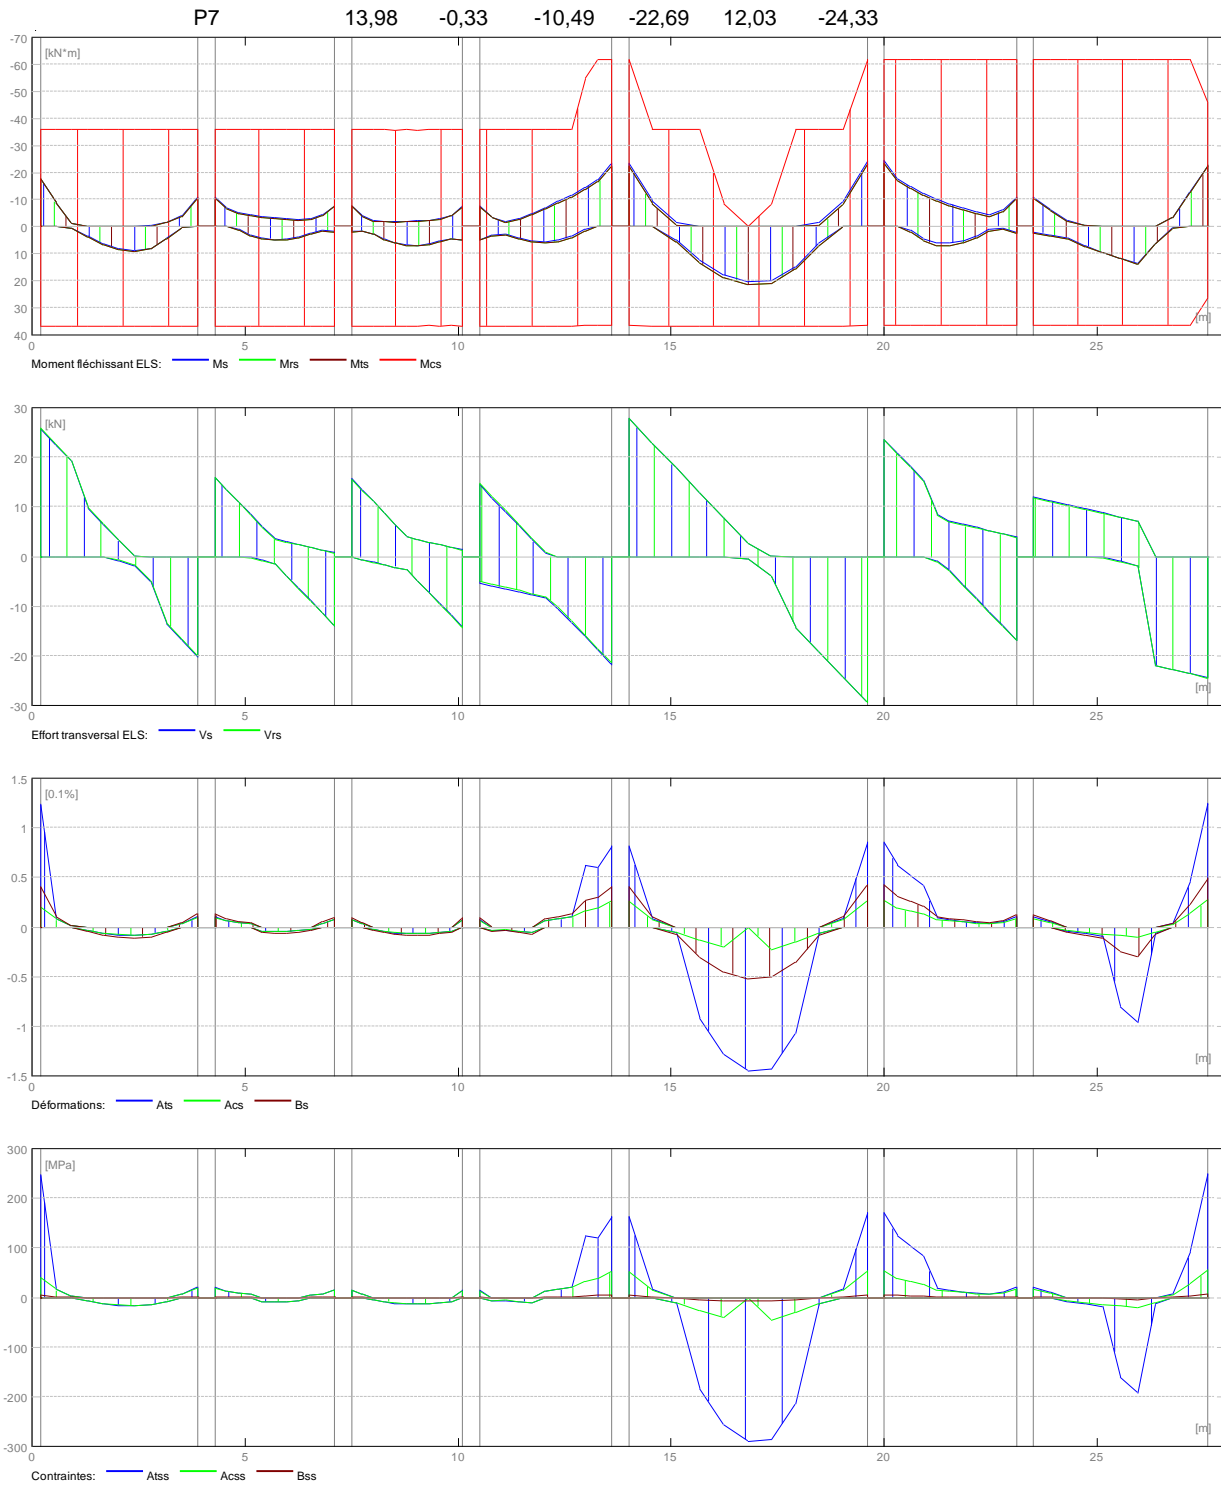 P7 13,98 -0,33 -10,49 -22,69 12,03 -24,33
[kN*m]
-70
-60
-50
-40
-30
-20
-10
0
10
20
30
40
[m]
0 5 10 15 20 25
Moment fléchissant ELS: Ms Mrs Mts Mcs
[kN]
30
20
10
0
-10
-20
-30
[m]
0 5 10 15 20 25
Effort transversal ELS: Vs Vrs
[0.1%]
1.5
1
0.5
0
-0.5
-1
-1.5
[m]
0 5 10 15 20 25
Déformations: Ats Acs Bs
[MPa]
300
200
100
0
-100
-200
-300
[m]
0 5 10 15 20 25
Contraintes: Atss Acss Bss